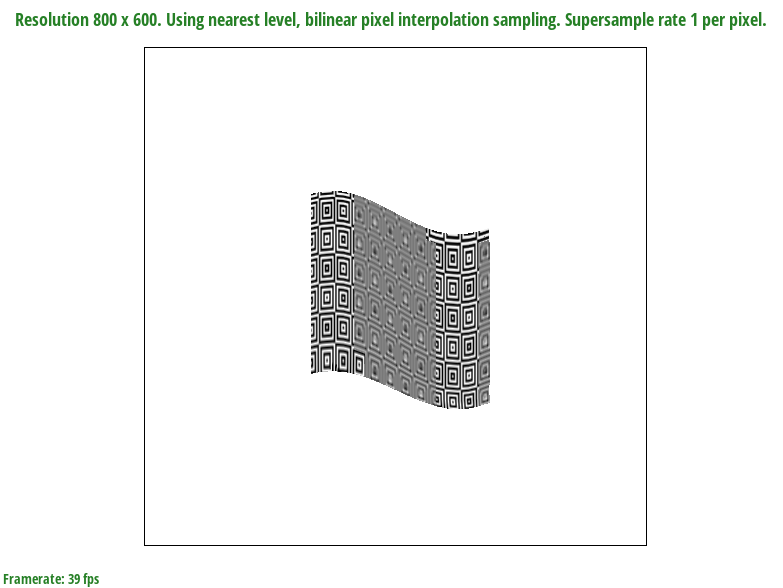 Resolution 800 x 600. Using nearest level, bilinear pixel interpolation sampling. Supersample rate 1 per pixel.
Framerate: 39 fps